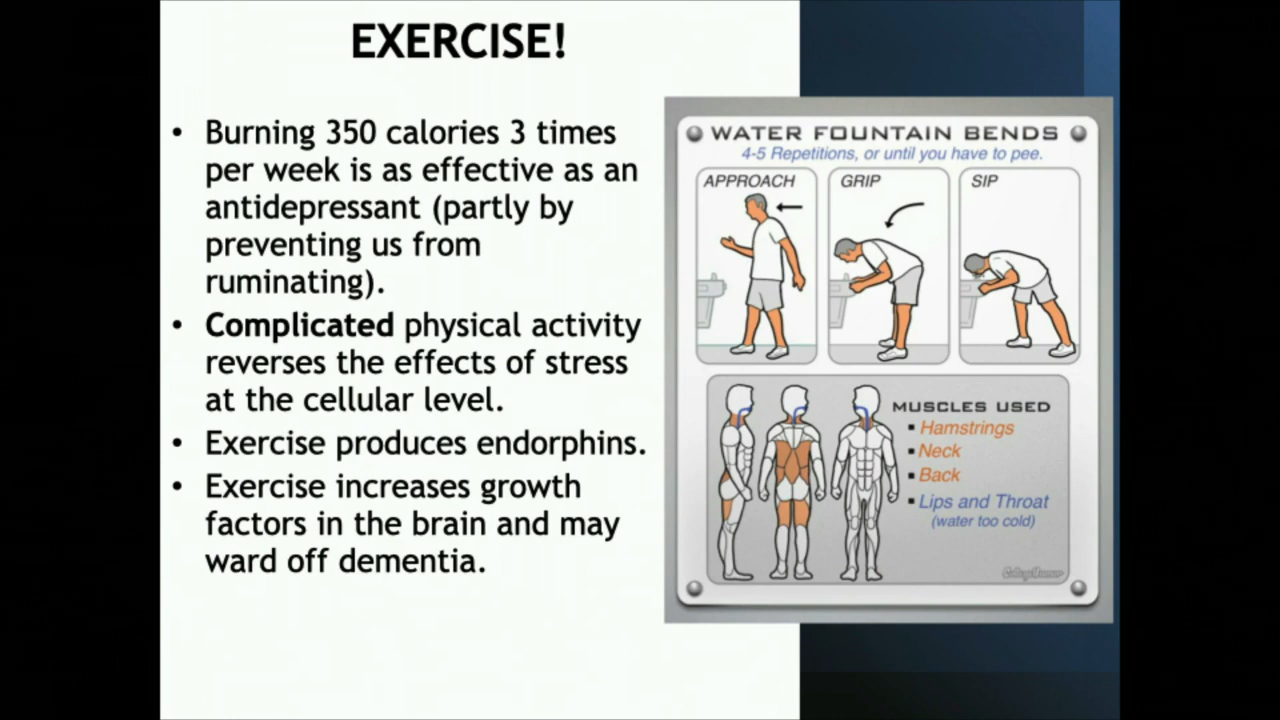 EXERCISE!
• Burning 350 calories 3 times
per week is as effective as an
antidepressant (partly by
preventing us from
ruminating).
• Complicated physical activity
reverses the effects of stress
at the cellular level.
• Exercise produces endorphins.
• Exercise increases growth
factors in the brain and may
ward off dementia.
WATER FOUNTAIN BENDS
4-5 Repetitions, or until you have to pee.
APPROACH
GRIP
SIP
MUSCLES USED
▪ Hamstrings
▪ Neck
▪ Back
▪ Lips and Throat
(water too cold)
CollegeHumor